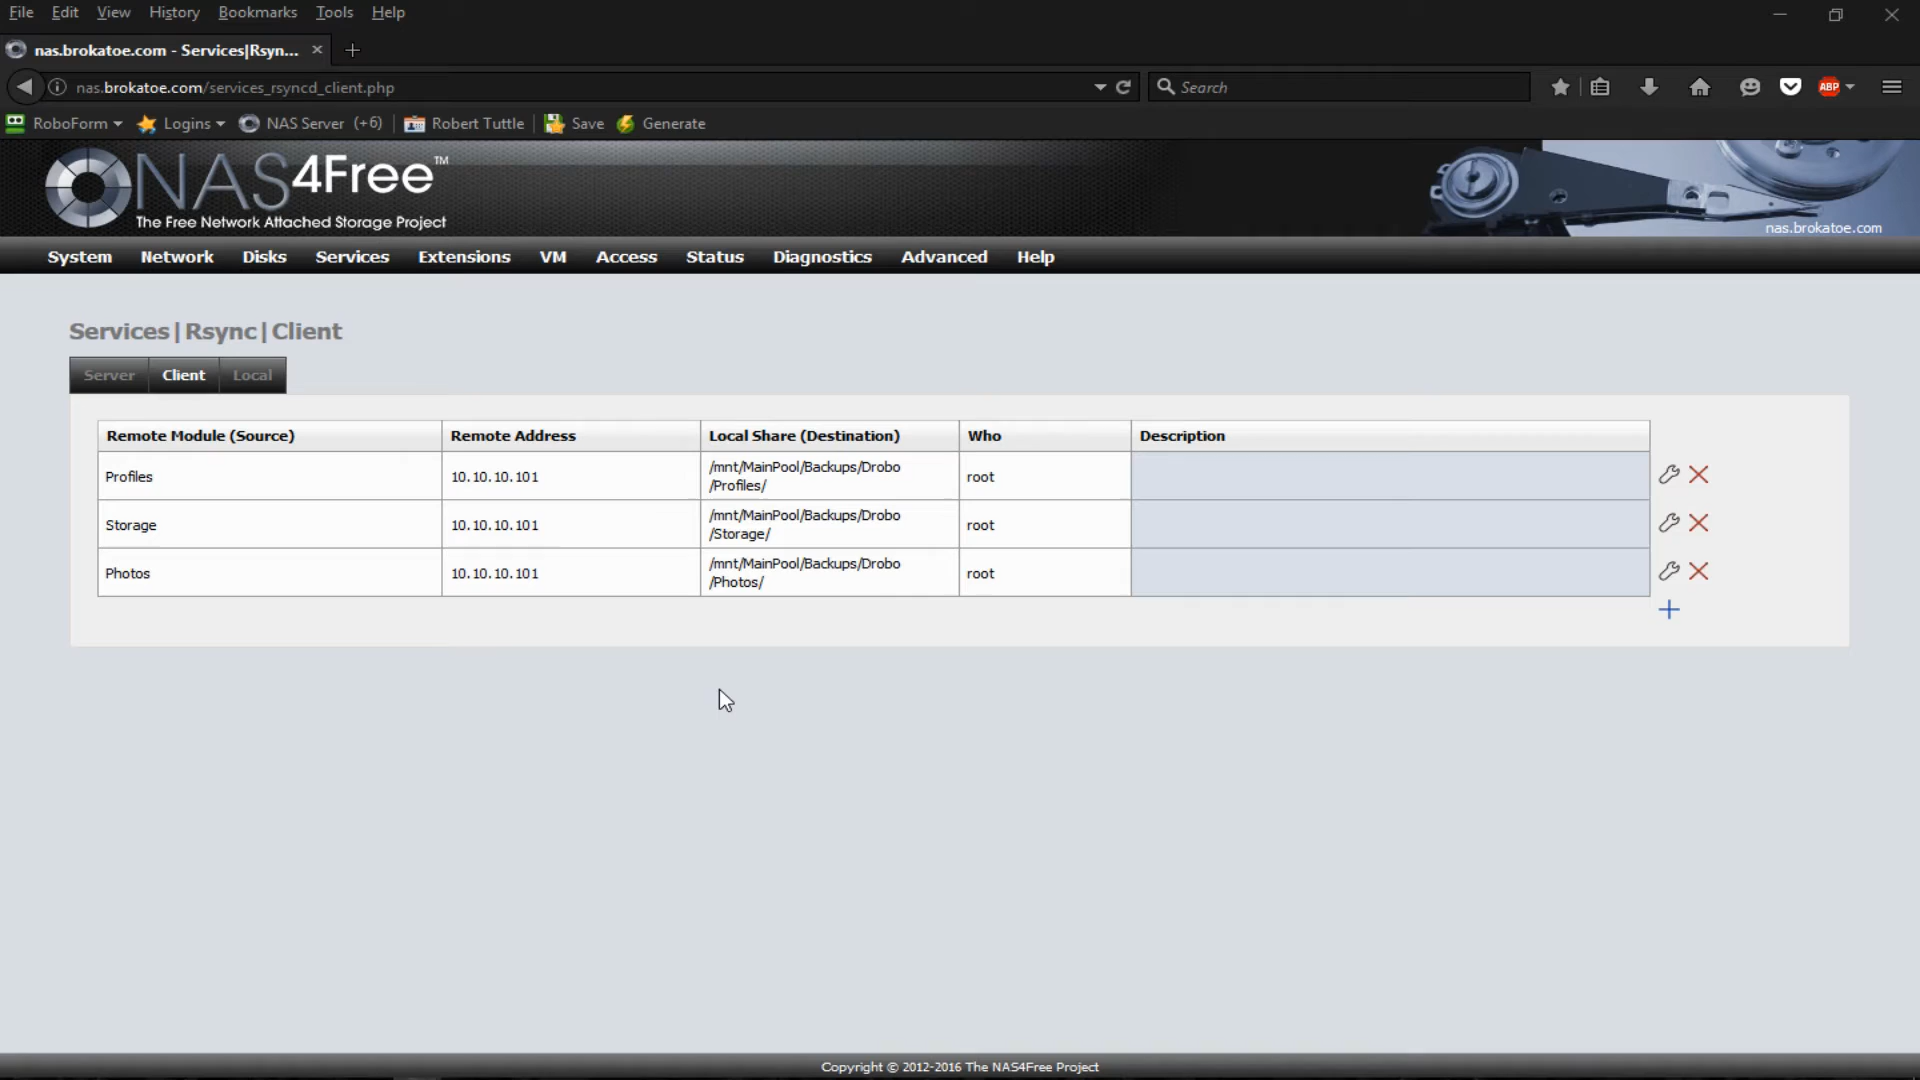 File Edit View History Bookmarks Tools Help
nas.brokatoe.com - Services|Rsyn...
nas.brokatoe.com/services_rsyncd_client.php
Search
ABP
RoboForm Logins NAS Server (+6) Robert Tuttle Save Generate
NAS4Free™
The Free Network Attached Storage Project
nas.brokatoe.com
System Network Disks Services Extensions VM Access Status Diagnostics Advanced Help
Services|Rsync|Client
Server Client Local
Remote Module (Source) Remote Address Local Share (Destination) Who Description
Profiles 10.10.10.101 /mnt/MainPool/Backups/Drobo
/Profiles/ root
Storage 10.10.10.101 /mnt/MainPool/Backups/Drobo
/Storage/ root
Photos 10.10.10.101 /mnt/MainPool/Backups/Drobo
/Photos/ root
Copyright © 2012-2016 The NAS4Free Project